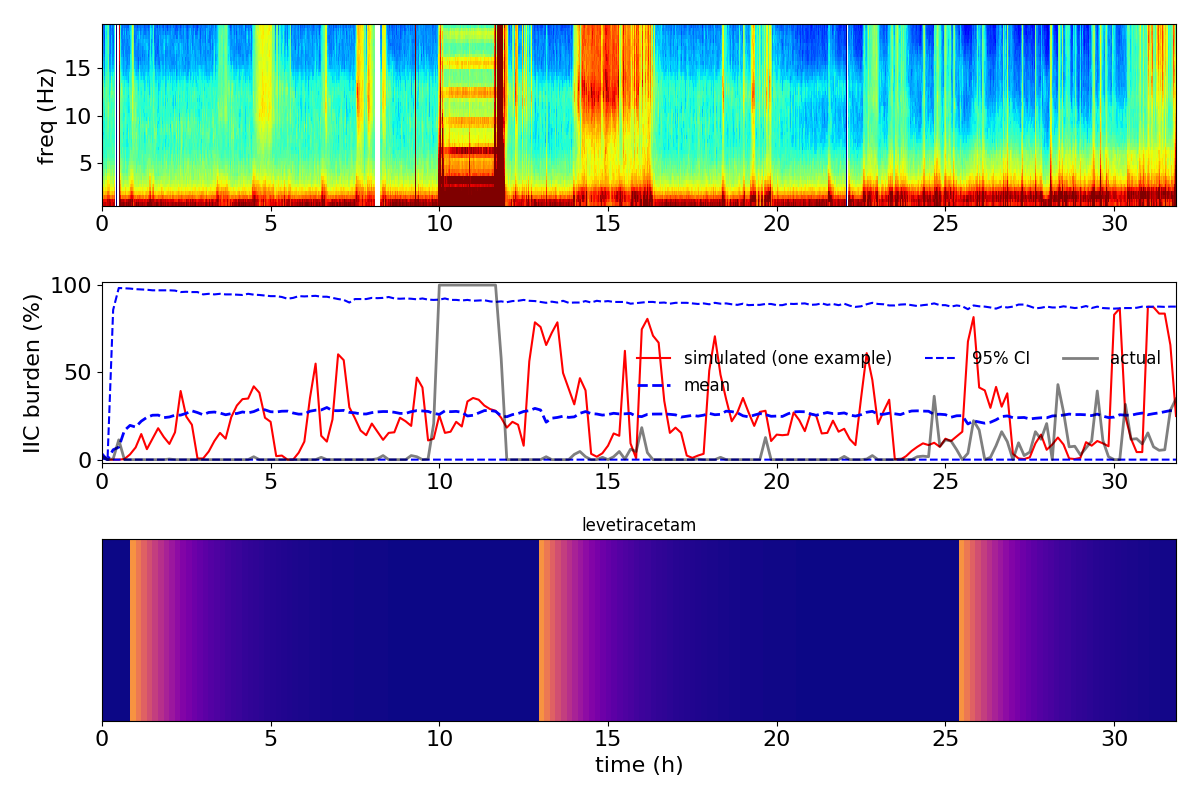 freq (Hz)
15
10
5
0 5 10 15 20 25 30
IIC burden (%)
100
50
0
simulated (one example) 95% CI actual
mean
0 5 10 15 20 25 30
levetiracetam
0 5 10 15 20 25 30
time (h)